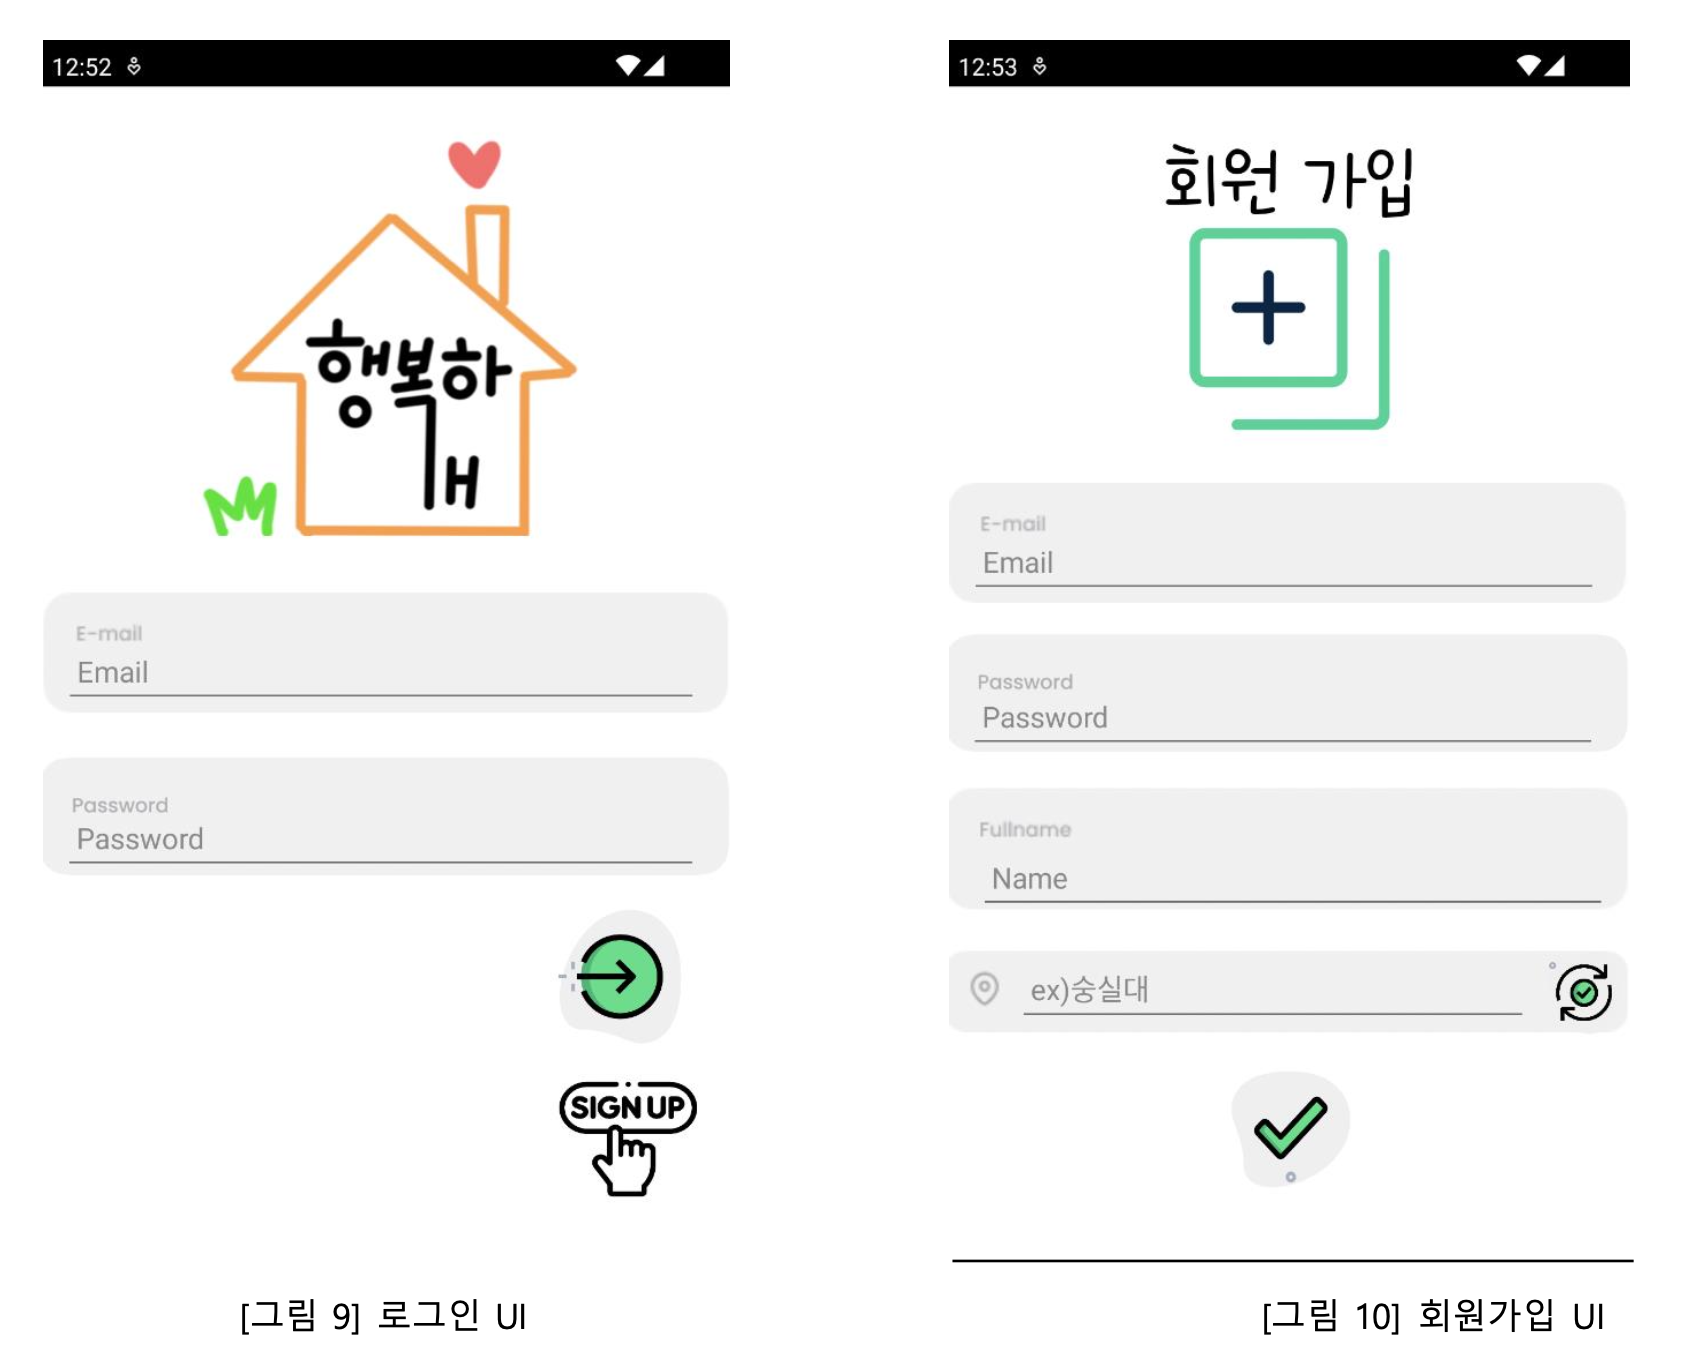 12:52
행복하
H
E-mail
Email
Password
Password
SIGN UP
[그림 9] 로그인 UI
12:53
회원 가입
E-mail
Email
Password
Password
Fullname
Name
ex)숭실대
[그림 10] 회원가입 UI